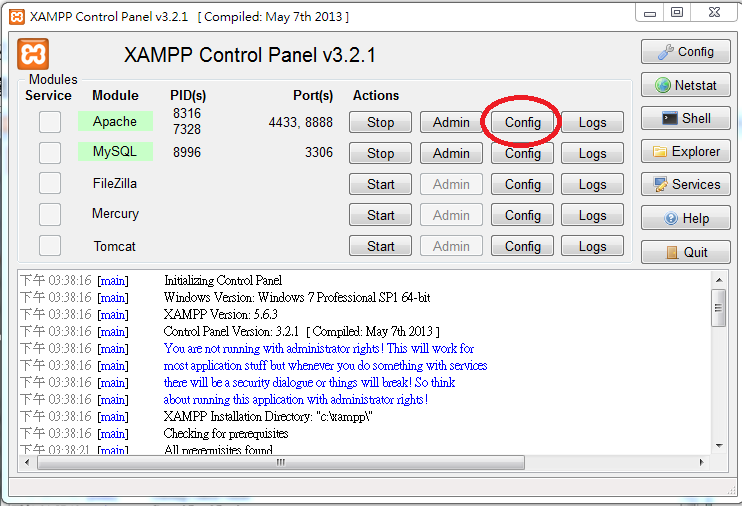 XAMPP Control Panel v3.2.1 [ Compiled: May 7th 2013 ]
XAMPP Control Panel v3.2.1
Config
Modules
Service Module PID(s) Port(s) Actions
Netstat
Apache 8316 7328 4433, 8888 Stop Admin Config Logs
Shell
MySQL 8996 3306 Stop Admin Config Logs
Explorer
FileZilla Start Admin Config Logs
Services
Mercury Start Admin Config Logs
Help
Tomcat Start Admin Config Logs
Quit
下午 03:38:16 [main] Initializing Control Panel
下午 03:38:16 [main] Windows Version: Windows 7 Professional SP1 64-bit
下午 03:38:16 [main] XAMPP Version: 5.6.3
下午 03:38:16 [main] Control Panel Version: 3.2.1 [ Compiled: May 7th 2013 ]
下午 03:38:16 [main] You are not running with administrator rights! This will work for
下午 03:38:16 [main] most application stuff but whenever you do something with services
下午 03:38:16 [main] there will be a security dialogue or things will break! So think
下午 03:38:16 [main] about running this application with administrator rights!
下午 03:38:16 [main] XAMPP Installation Directory: "c:\xampp\"
下午 03:38:16 [main] Checking for prerequisites
下午 03:38:21 [main] All prerequisites found